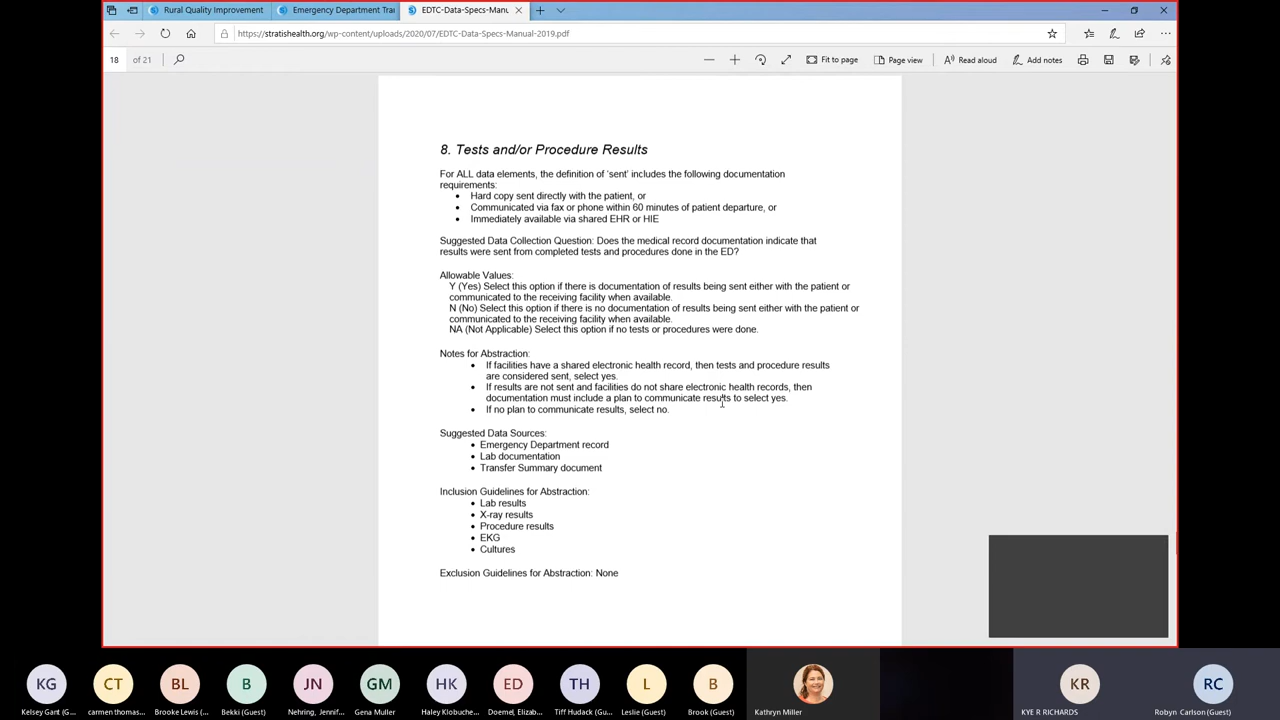 Rural Quality Improvement
Emergency Department Tra
EDTC-Data-Specs-Manu
https://stratishealth.org/wp-content/uploads/2020/07/EDTC-Data-Specs-Manual-2019.pdf
18 of 21
Fit to page
Page view
Read aloud
Add notes
8. Tests and/or Procedure Results
For ALL data elements, the definition of 'sent' includes the following documentation
requirements:
• Hard copy sent directly with the patient, or
• Communicated via fax or phone within 60 minutes of patient departure, or
• Immediately available via shared EHR or HIE
Suggested Data Collection Question: Does the medical record documentation indicate that
results were sent from completed tests and procedures done in the ED?
Allowable Values:
Y (Yes) Select this option if there is documentation of results being sent either with the patient or
communicated to the receiving facility when available.
N (No) Select this option if there is no documentation of results being sent either with the patient or
communicated to the receiving facility when available.
NA (Not Applicable) Select this option if no tests or procedures were done.
Notes for Abstraction:
• If facilities have a shared electronic health record, then tests and procedure results
are considered sent, select yes.
• If results are not sent and facilities do not share electronic health records, then
documentation must include a plan to communicate results to select yes.
• If no plan to communicate results, select no.
Suggested Data Sources:
• Emergency Department record
• Lab documentation
• Transfer Summary document
Inclusion Guidelines for Abstraction:
• Lab results
• X-ray results
• Procedure results
• EKG
• Cultures
Exclusion Guidelines for Abstraction: None
KG
CT
BL
B
JN
GM
HK
ED
TH
L
B
KR
RC
Kelsey Gant (G...
carmen thomas...
Brooke Lewis (...
Bekki (Guest)
Nehring, Jennif...
Gena Muller
Haley Klobuche...
Doemel, Elizab...
Tiff Hudack (Gu...
Leslie (Guest)
Brook (Guest)
Kathryn Miller
KYE R RICHARDS
Robyn Carlson (Guest)